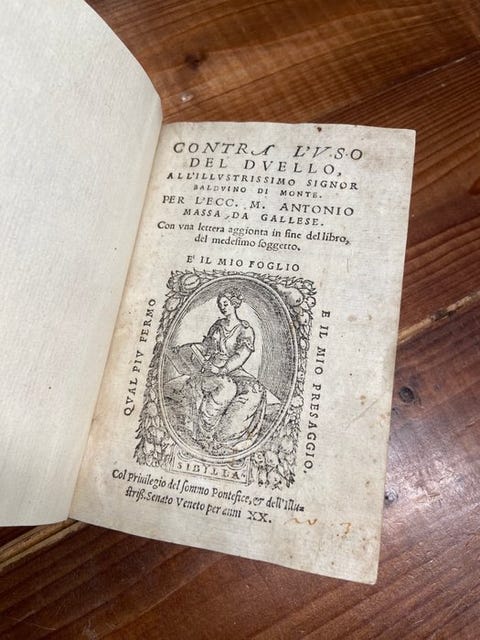 CONTRA L'VSO
DEL DVELLO,
ALL'ILLVSTRISSIMO SIGNOR
BALDVINO DI MONTE.
PER L'ECC. M. ANTONIO
MASSA DA GALLESE.
Con vna lettera aggionta in fine del libro,
del medesimo soggetto.
E' IL MIO FOGLIO
QVAL PIV FERMO
E IL MIO PRESAGGIO.
SIBILLA
Col Priuilegio del sommo Pontefice, & dell'Illu-
striss. Senato Veneto per anni XX.